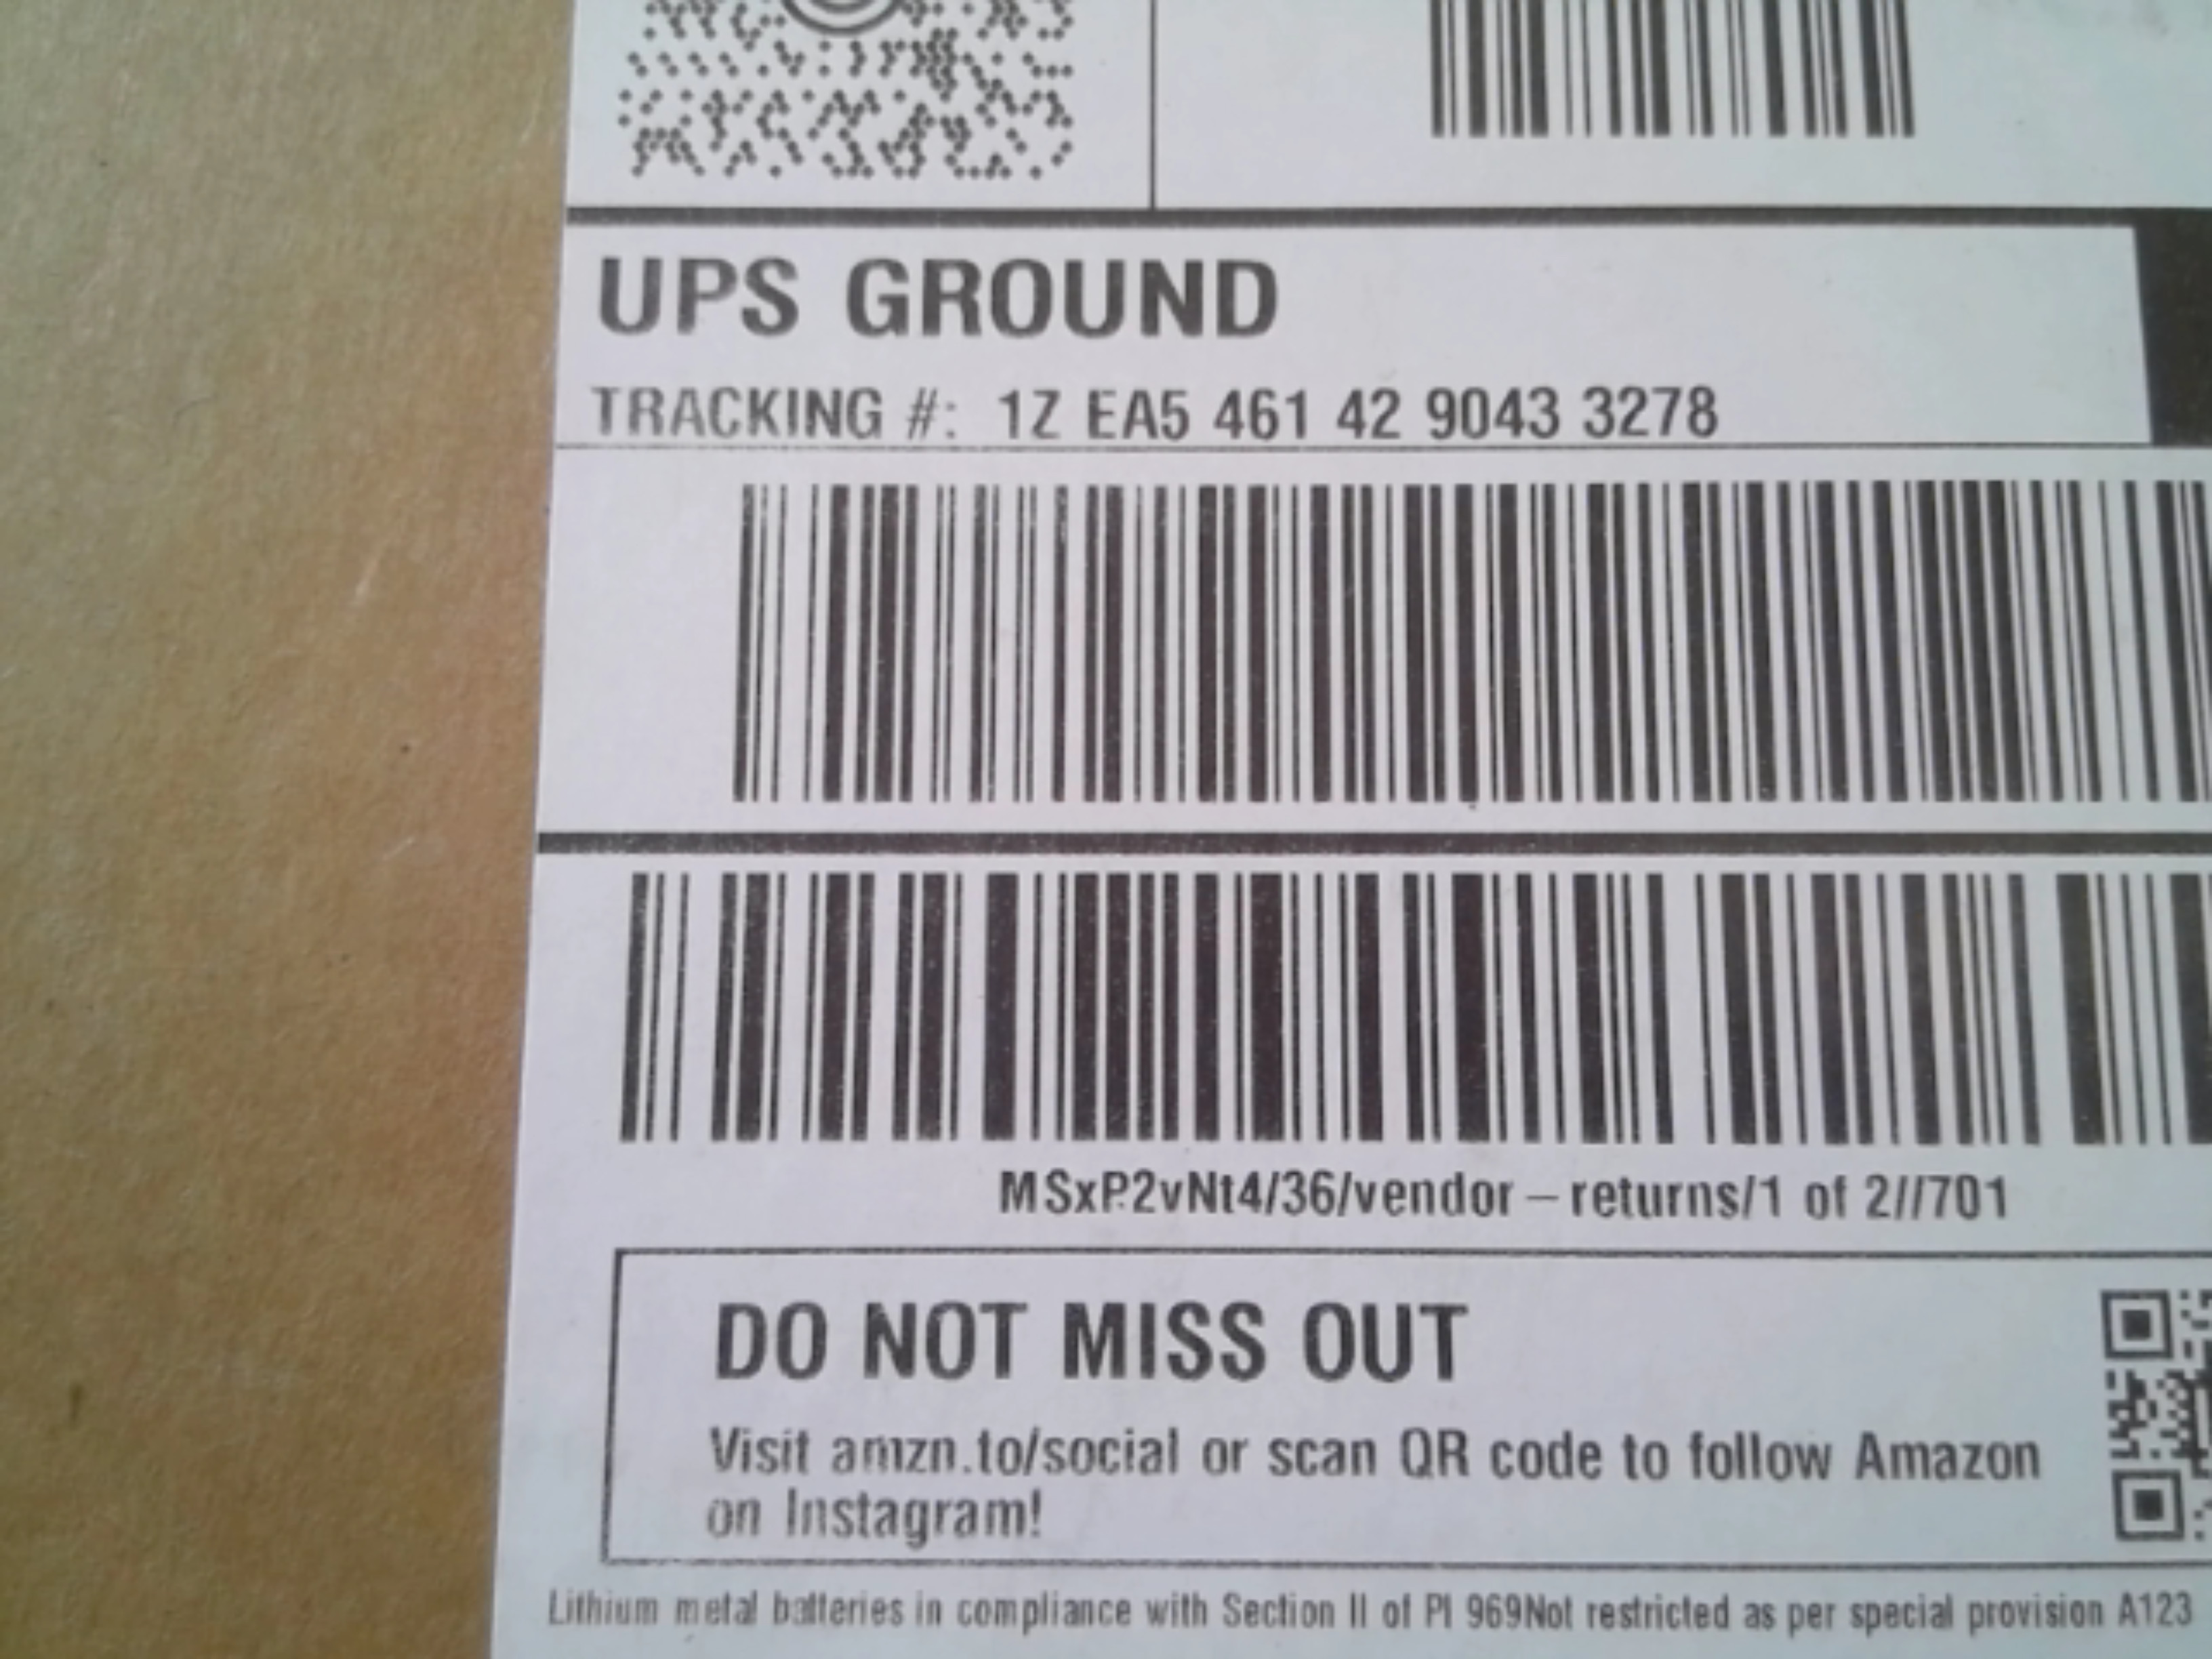 UPS GROUND
TRACKING #: 1Z EA5 461 42 9043 3278
MSxP2vNt4/36/vendor–returns/1 of 2//701
DO NOT MISS OUT
Visit amzn.to/social or scan QR code to follow Amazon
on Instagram!
Lithium metal batteries in compliance with Section II of PI 969Not restricted as per special provision A123